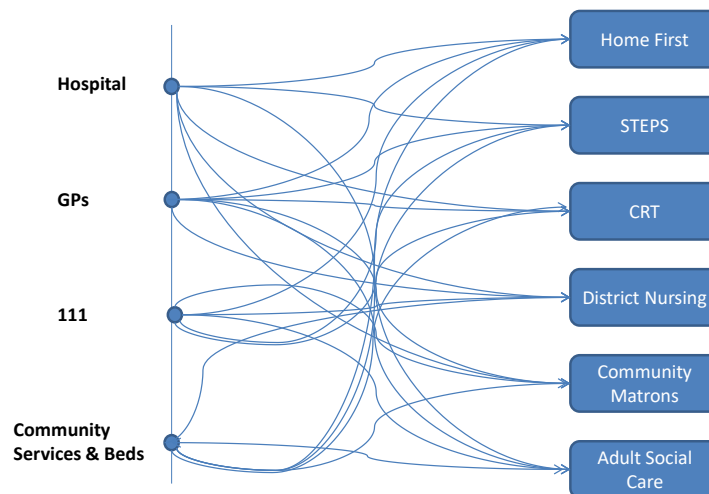 Hospital
GPs
111
Community
Services & Beds
Home First
STEPS
CRT
District Nursing
Community
Matrons
Adult Social
Care